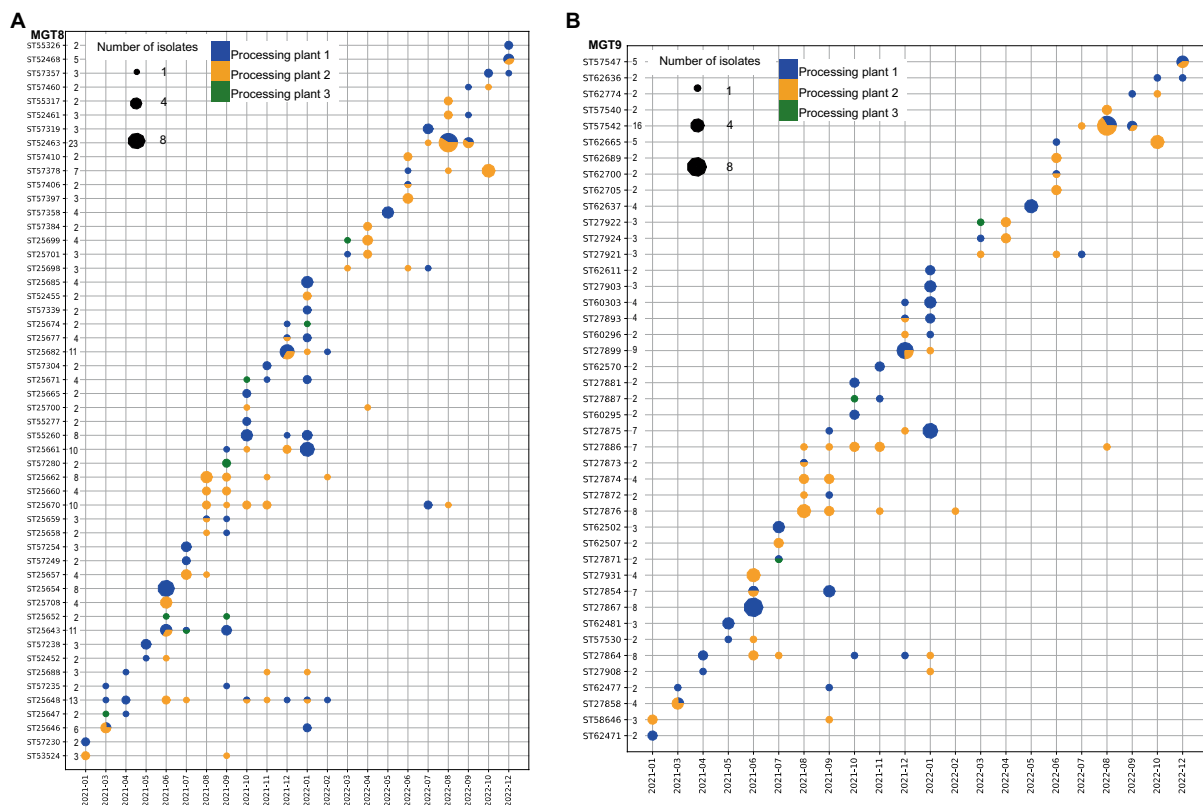 A
MGT8
Number of isolates
1
4
8
Processing plant 1
Processing plant 2
Processing plant 3
ST55326 2
ST52468 5
ST57357 3
ST57460 2
ST55317 2
ST52461 3
ST57319 3
ST52463 23
ST57410 2
ST57378 7
ST57406 2
ST57397 3
ST57358 4
ST57384 2
ST25699 4
ST25701 3
ST25698 3
ST25685 4
ST52455 2
ST57339 2
ST25674 2
ST25677 4
ST25682 11
ST57304 2
ST25671 4
ST25665 2
ST25700 2
ST55277 2
ST55260 8
ST25661 10
ST57280 2
ST25662 8
ST25660 4
ST25670 10
ST25659 3
ST25658 2
ST57254 3
ST57249 2
ST25657 4
ST25654 8
ST25708 4
ST25652 2
ST25643 11
ST57238 3
ST52452 2
ST25688 3
ST57235 2
ST25648 13
ST25647 2
ST25646 6
ST57230 2
ST53524 3
2021-01
2021-03
2021-04
2021-05
2021-06
2021-07
2021-08
2021-09
2021-10
2021-11
2021-12
2022-01
2022-02
2022-03
2022-04
2022-05
2022-06
2022-07
2022-08
2022-09
2022-10
2022-12
B
MGT9
Number of isolates
1
4
8
Processing plant 1
Processing plant 2
Processing plant 3
ST57547 5
ST62636 2
ST62774 2
ST57540 2
ST57542 16
ST62665 5
ST62689 2
ST62700 2
ST62705 2
ST62637 4
ST27922 3
ST27924 3
ST27921 3
ST62611 2
ST27903 3
ST60303 4
ST27893 4
ST60296 2
ST27899 9
ST62570 2
ST27881 2
ST27887 2
ST60295 2
ST27875 7
ST27886 7
ST27873 2
ST27874 4
ST27872 2
ST27876 8
ST62502 3
ST62507 2
ST27871 2
ST27931 4
ST27854 7
ST27867 8
ST62481 3
ST57530 2
ST27864 8
ST27908 2
ST62477 2
ST27858 4
ST58646 3
ST62471 2
2021-01
2021-03
2021-04
2021-05
2021-06
2021-07
2021-08
2021-09
2021-10
2021-11
2021-12
2022-01
2022-02
2022-03
2022-04
2022-05
2022-06
2022-07
2022-08
2022-09
2022-10
2022-12